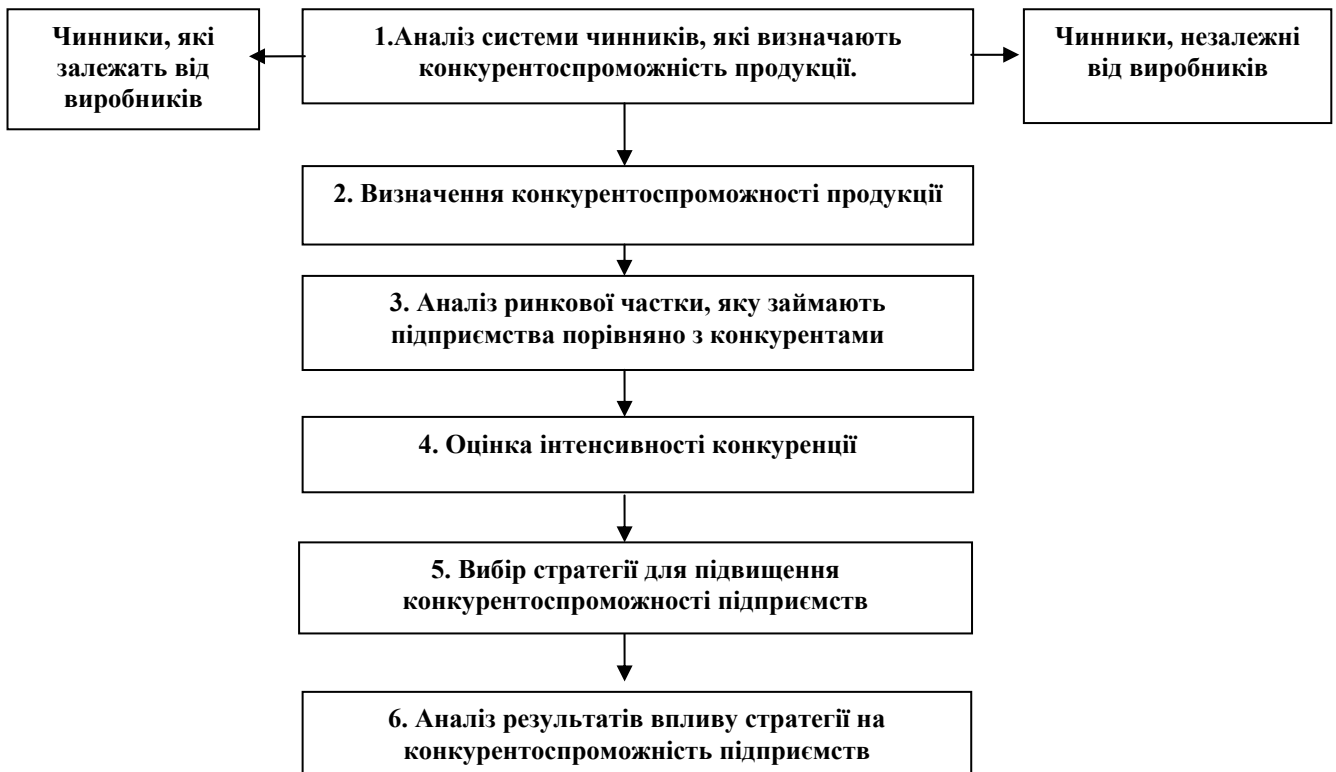 Чинники, які
залежать від
виробників
1.Аналіз системи чинників, які визначають
конкурентоспроможність продукції.
Чинники, незалежні
від виробників
2. Визначення конкурентоспроможності продукції
3. Аналіз ринкової частки, яку займають
підприємства порівняно з конкурентами
4. Оцінка інтенсивності конкуренції
5. Вибір стратегії для підвищення
конкурентоспроможності підприємств
6. Аналіз результатів впливу стратегії на
конкурентоспроможність підприємств